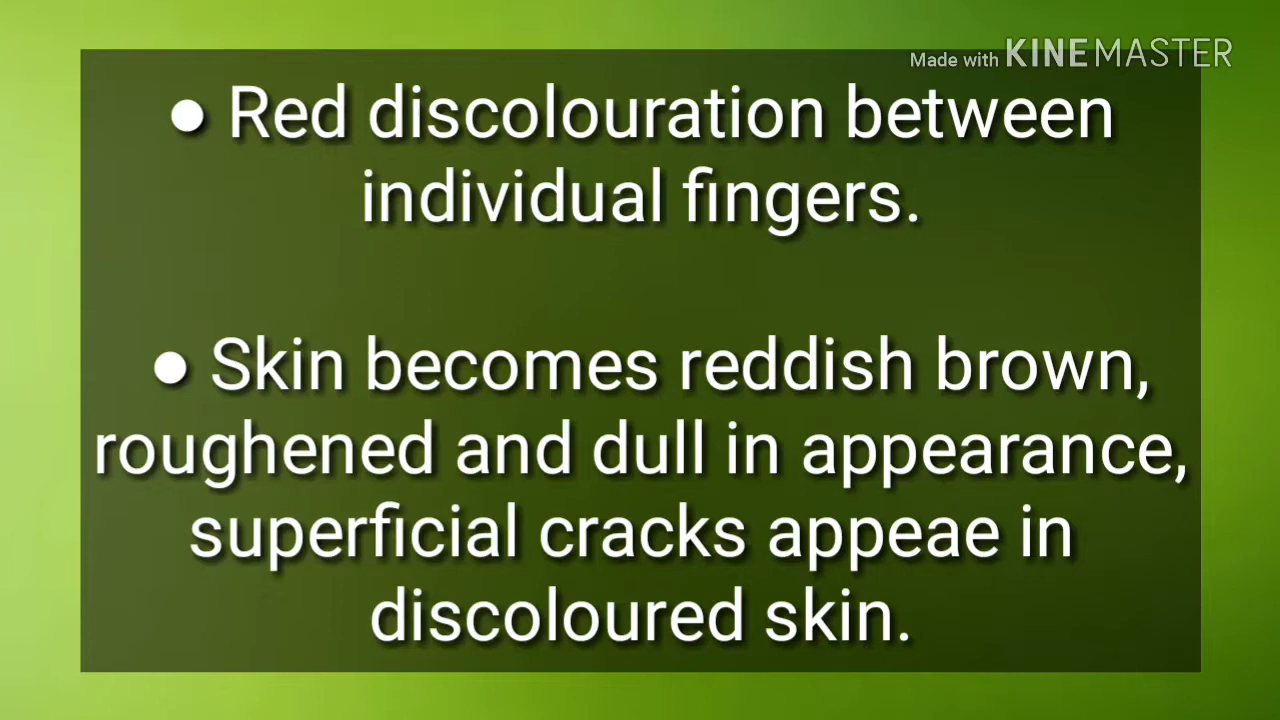 Made with KINEMASTER
● Red discolouration between
individual fingers.
● Skin becomes reddish brown,
roughened and dull in appearance,
superficial cracks appeae in
discoloured skin.